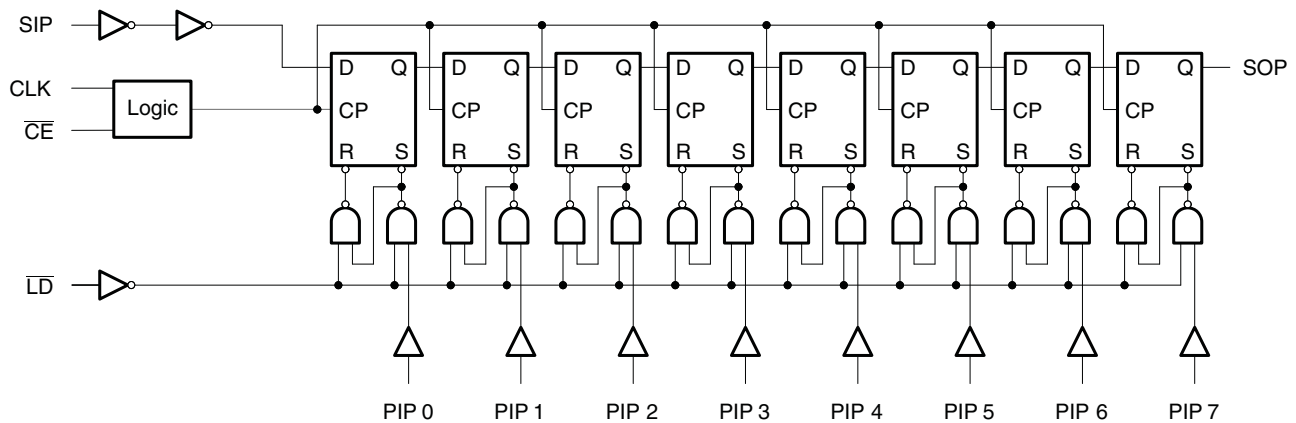 SIP
D Q D Q D Q D Q D Q D Q D Q D Q
SOP
CLK
Logic
CP CP CP CP CP CP CP CP
CE
R S R S R S R S R S R S R S R S
LD
PIP 0 PIP 1 PIP 2 PIP 3 PIP 4 PIP 5 PIP 6 PIP 7